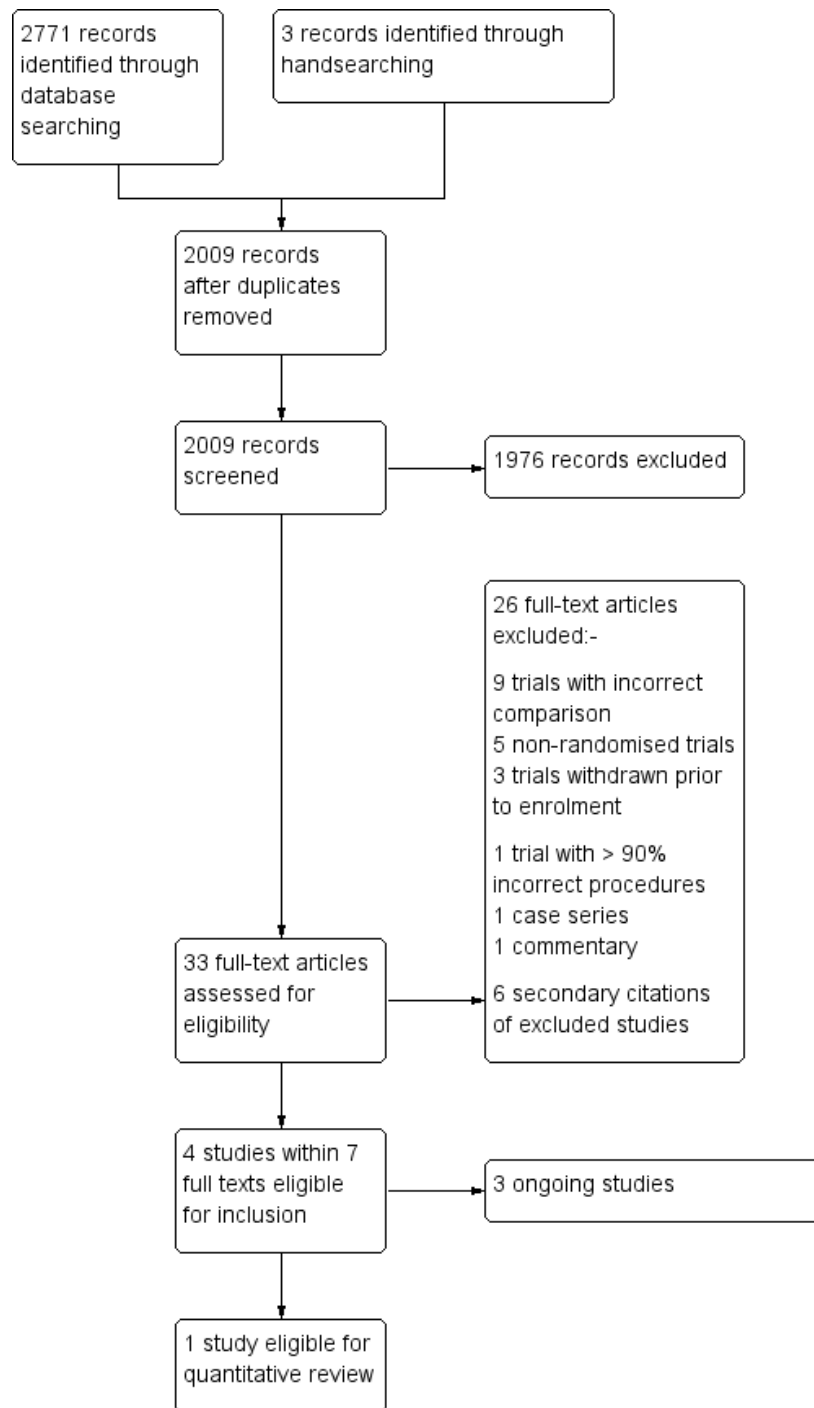 2771 records
identified through
database
searching
3 records identified through
handsearching
2009 records
after duplicates
removed
2009 records
screened
1976 records excluded
26 full-text articles
excluded:-
9 trials with incorrect
comparison
5 non-randomised trials
3 trials withdrawn prior
to enrolment
1 trial with > 90%
incorrect procedures
1 case series
1 commentary
6 secondary citations
of excluded studies
33 full-text articles
assessed for
eligibility
4 studies within 7
full texts eligible
for inclusion
3 ongoing studies
1 study eligible for
quantitative review